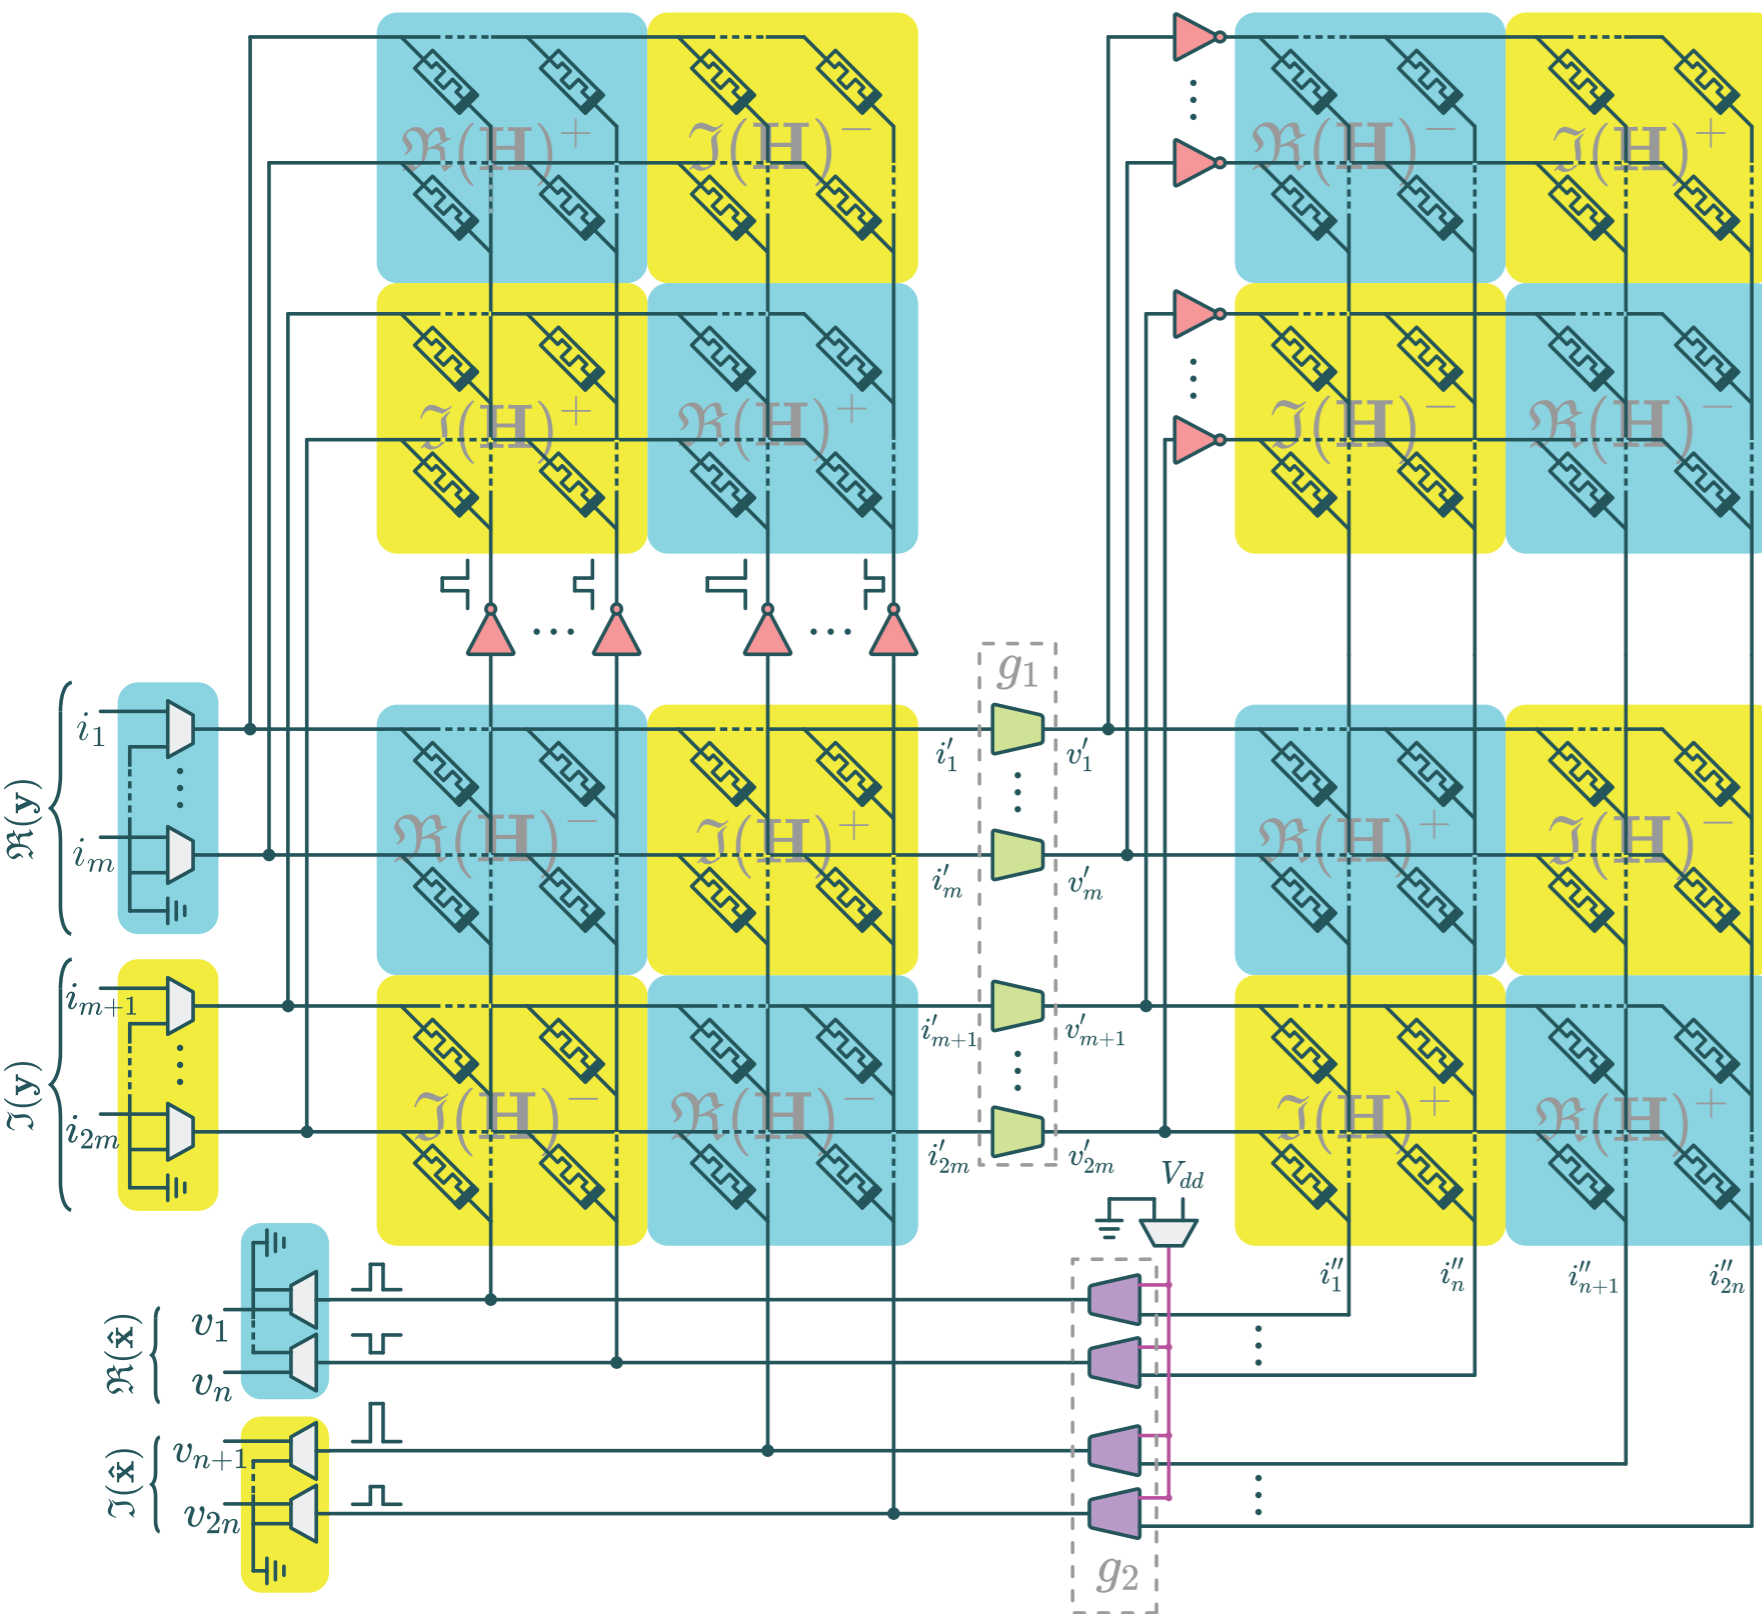 ℜ(H)⁺ ℑ(H)⁻ ℜ(H)⁻ ℑ(H)⁺
ℑ(H)⁺ ℜ(H)⁺ ℑ(H)⁻ ℜ(H)⁻
g₁
ℜ(y)
i₁ i′₁ v′₁
ℜ(H)⁻ ℑ(H)⁺ ℜ(H)⁺ ℑ(H)⁻
iₘ i′ₘ v′ₘ
ℑ(y)
iₘ₊₁ i′ₘ₊₁ v′ₘ₊₁
ℑ(H)⁻ ℜ(H)⁻ ℑ(H)⁺ ℜ(H)⁺
i₂ₘ i′₂ₘ v′₂ₘ
V_dd
i″₁ i″ₙ i″ₙ₊₁ i″₂ₙ
ℜ(x̂)
v₁
vₙ
ℑ(x̂)
vₙ₊₁
v₂ₙ
g₂